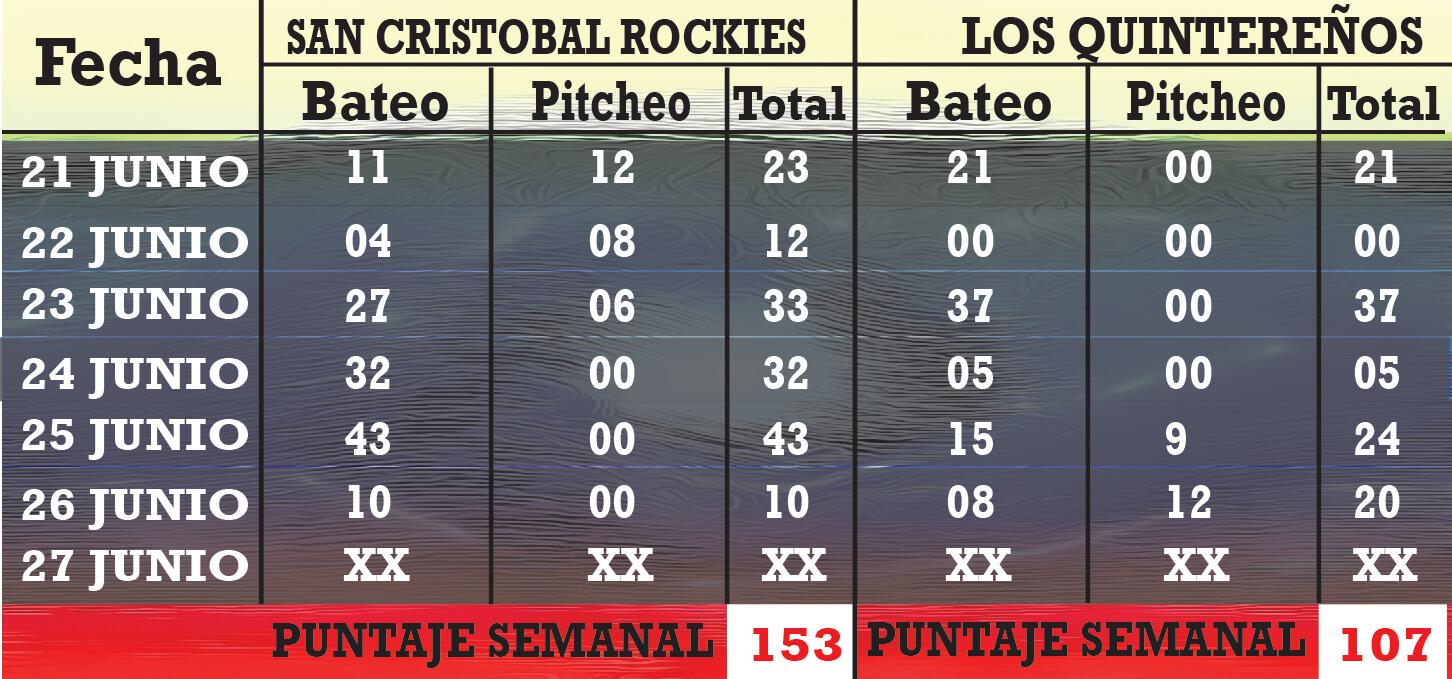 Fecha SAN CRISTOBAL ROCKIES LOS QUINTEREÑOS
Bateo Pitcheo Total Bateo Pitcheo Total
21 JUNIO 11 12 23 21 00 21
22 JUNIO 04 08 12 00 00 00
23 JUNIO 27 06 33 37 00 37
24 JUNIO 32 00 32 05 00 05
25 JUNIO 43 00 43 15 9 24
26 JUNIO 10 00 10 08 12 20
27 JUNIO XX XX XX XX XX XX
PUNTAJE SEMANAL 153 PUNTAJE SEMANAL 107